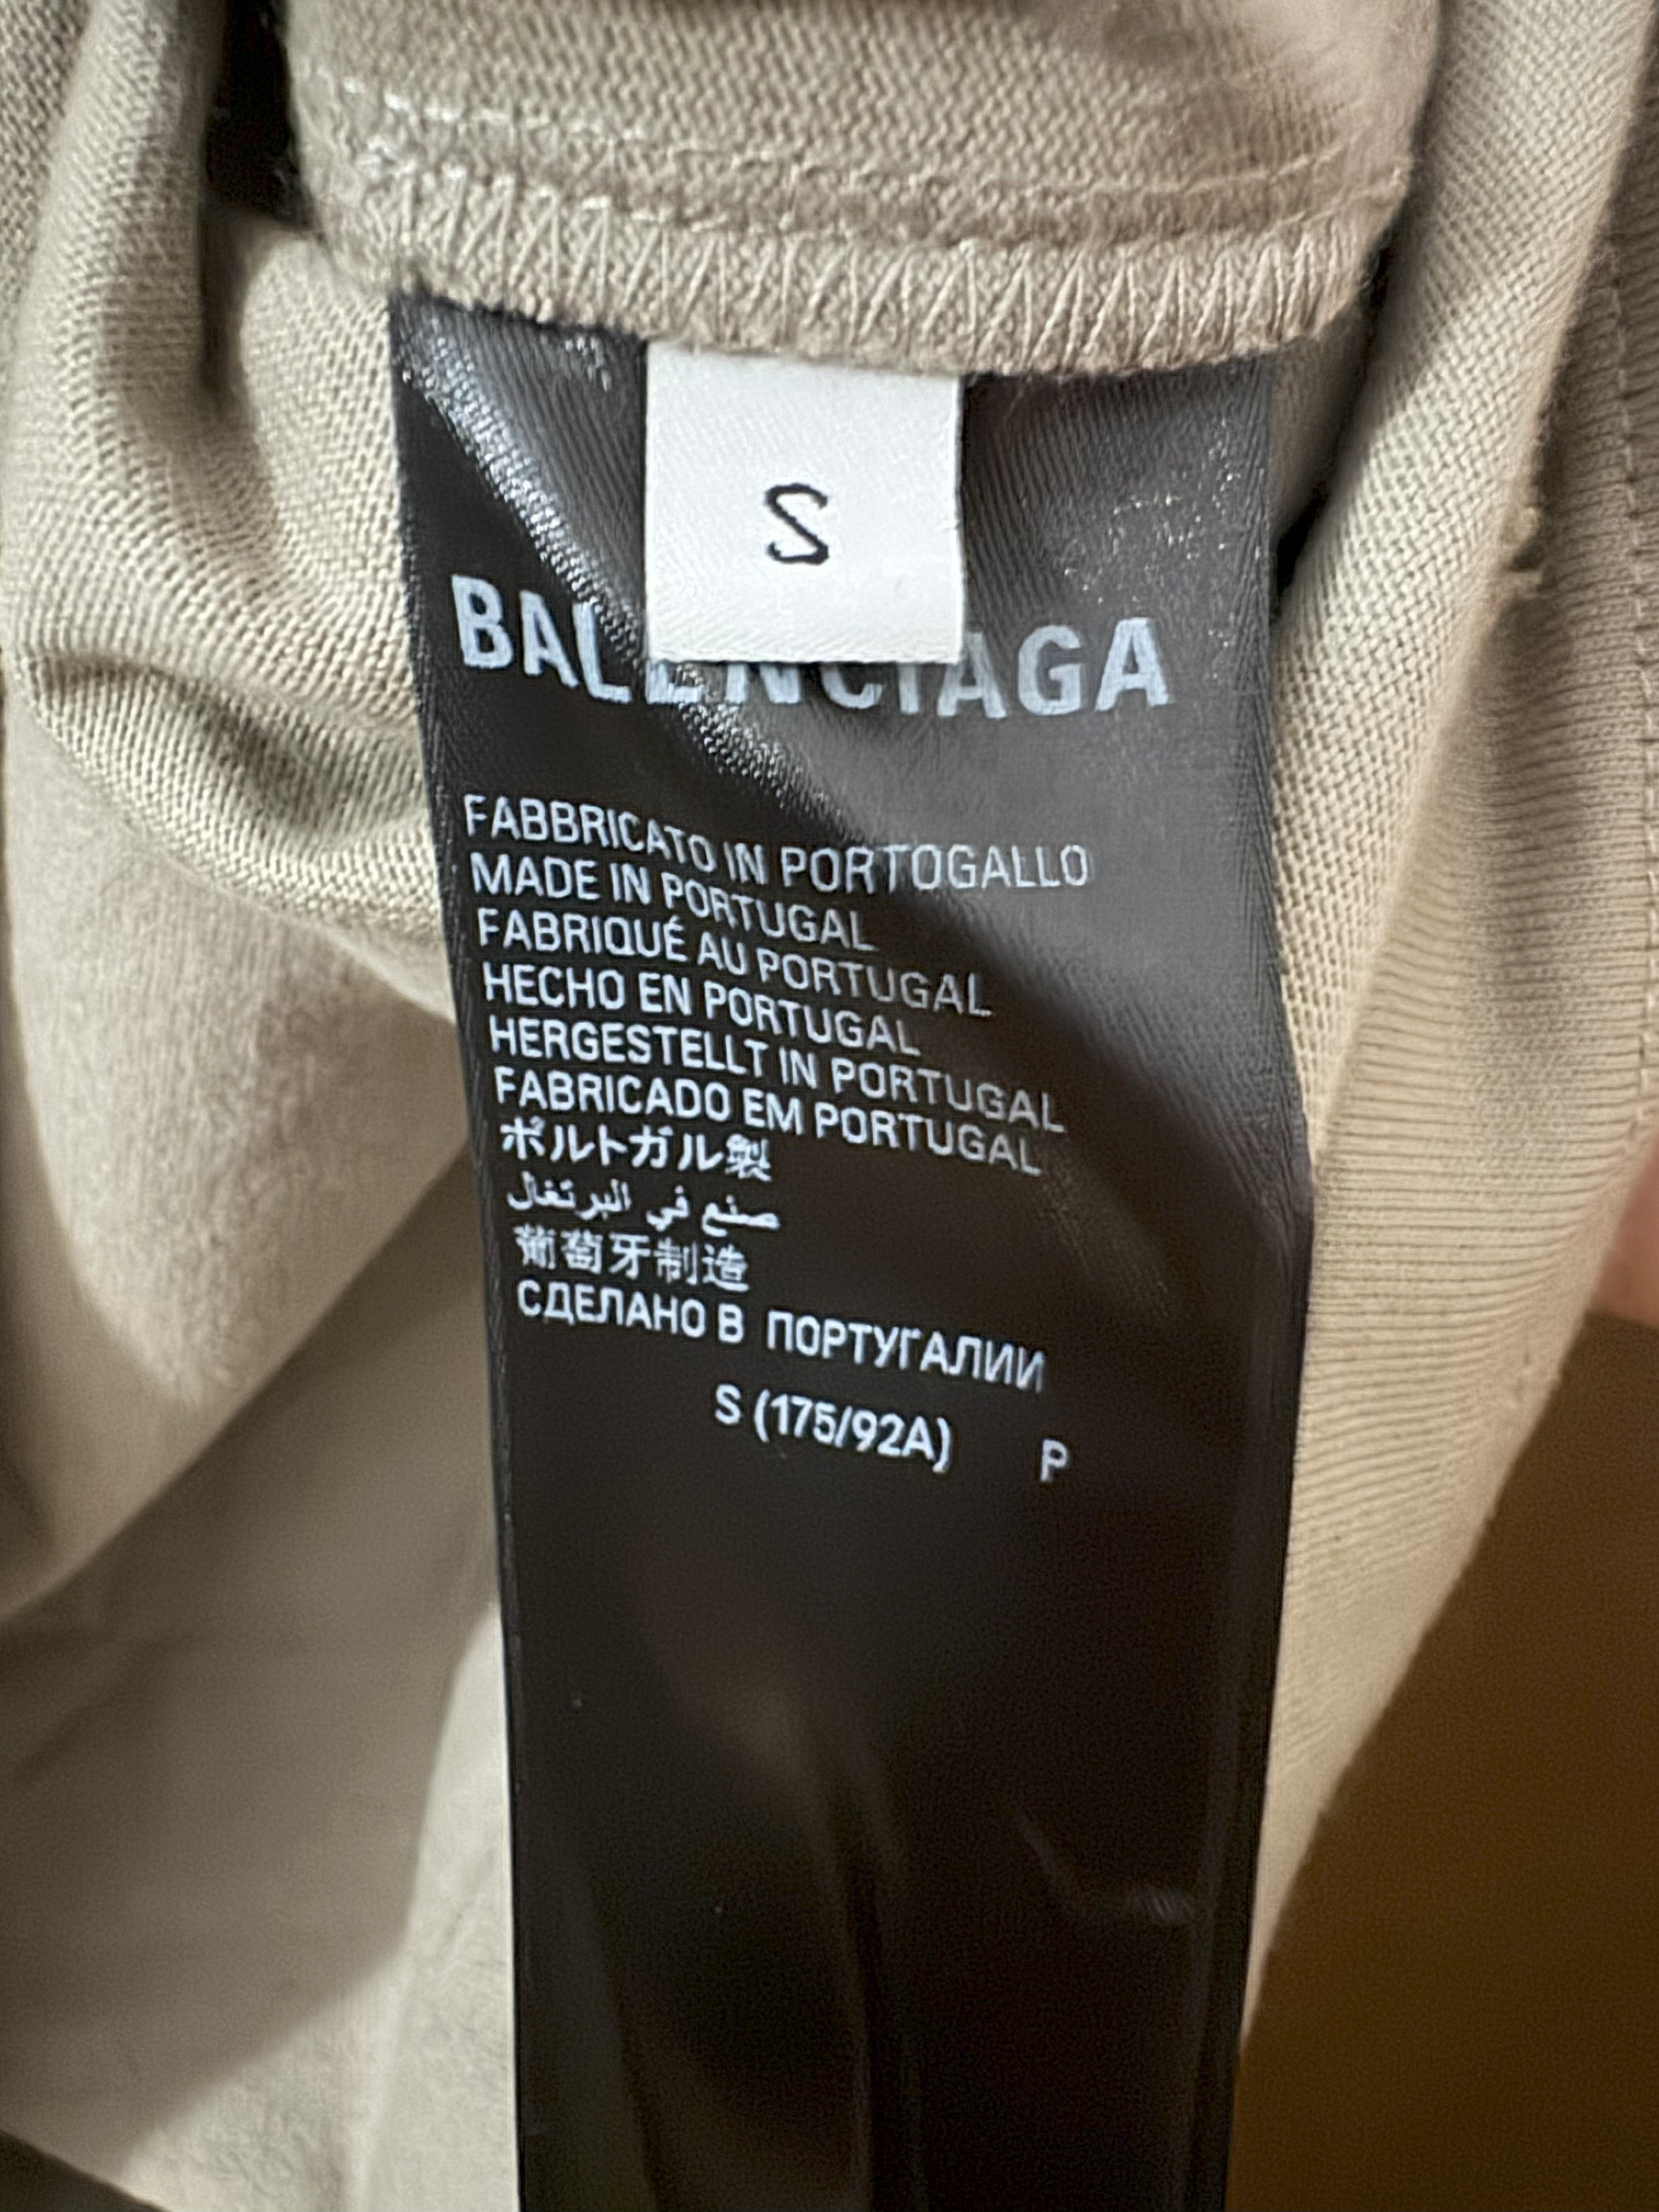 S
BALENCIAGA
FABBRICATO IN PORTOGALLO
MADE IN PORTUGAL
FABRIQUÉ AU PORTUGAL
HECHO EN PORTUGAL
HERGESTELLT IN PORTUGAL
FABRICADO EM PORTUGAL
ポルトガル製
صنع في البرتغال
葡萄牙制造
СДЕЛАНО В ПОРТУГАЛИИ
S (175/92A) P